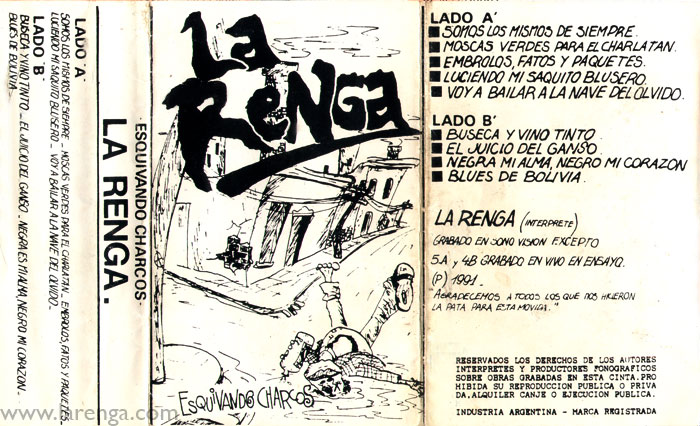 LADO 'A'
SOMOS LOS MISMOS DE SIEMPRE _ MOSCAS VERDES PARA EL CHARLATAN _ EMBROLOS, FATOS Y PAQUETES.
LUCIENDO MI SAQUITO BLUSERO _ VOY A BAILAR A LA NAVE DEL OLVIDO.
LADO 'B'
BUSECA Y VINO TINTO _ EL JUICIO DEL GANSO _ NEGRA ES MI ALMA, NEGRO MI CORAZON
BLUES DE BOLIVIA _
ESQUIVANDO CHARCOS
LA RENGA.
LA
RENGA
ESQUIVANDO CHARCOS
LADO A'
SOMOS LOS MISMOS DE SIEMPRE.
MOSCAS VERDES PARA EL CHARLATAN.
EMBROLOS, FATOS Y PAQUETES.
LUCIENDO MI SAQUITO BLUSERO.
VOY A BAILAR A LA NAVE DEL OLVIDO.
LADO B'
BUSECA Y VINO TINTO.
EL JUICIO DEL GANSO.
NEGRA MI ALMA, NEGRO MI CORAZON
BLUES DE BOLIVIA.
LA RENGA (INTERPRETE)
GRABADO EN SONO VISION EXCEPTO
5.A y 4B GRABADO EN VIVO EN ENSAYO.
(P) 1991.
AGRADECEMOS A TODOS LOS QUE NOS HICIERON
LA PATA PARA ESTA MOVIDA."
RESERVADOS LOS DERECHOS DE LOS AUTORES
INTERPRETES Y PRODUCTORES FONOGRAFICOS
SOBRE OBRAS GRABADAS EN ESTA CINTA.PRO
HIBIDA SU REPRODUCCION PUBLICA O PRIVA
DA.ALQUILER CANJE O EJECUCION PUBLICA.
INDUSTRIA ARGENTINA - MARCA REGISTRADA
www.larenga.com